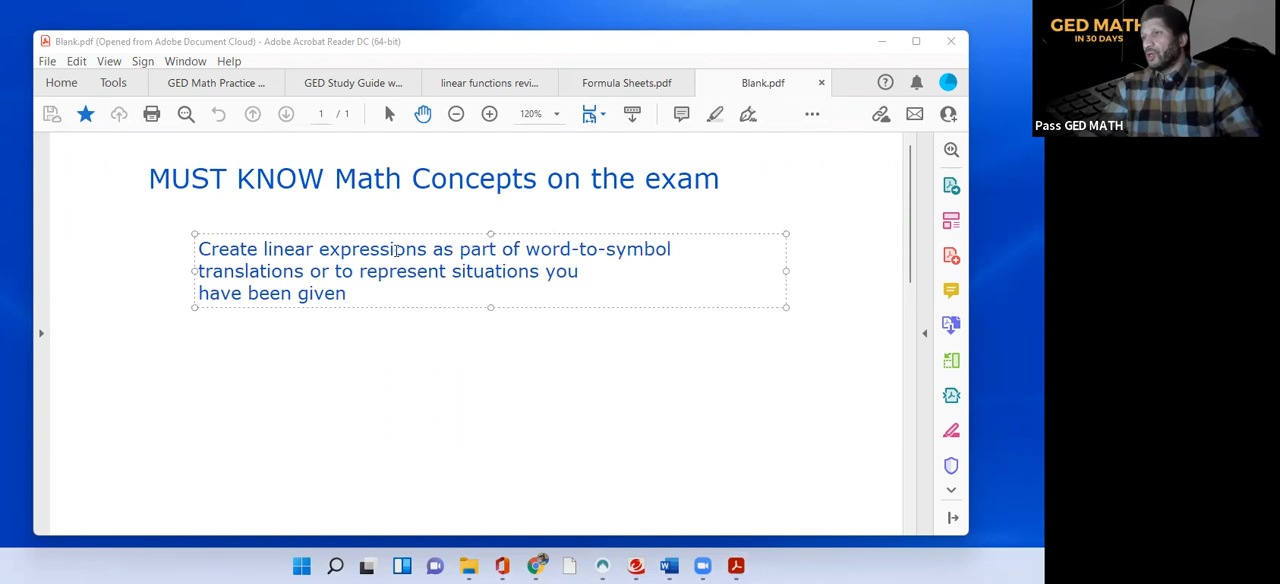 GED MATH
IN 30 DAYS
Pass GED MATH
Blank.pdf (Opened from Adobe Document Cloud) - Adobe Acrobat Reader DC (64-bit)
File Edit View Sign Window Help
Home Tools GED Math Practice ... GED Study Guide w... linear functions revi... Formula Sheets.pdf Blank.pdf
1 / 1 120%
MUST KNOW Math Concepts on the exam
Create linear expressions as part of word-to-symbol
translations or to represent situations you
have been given